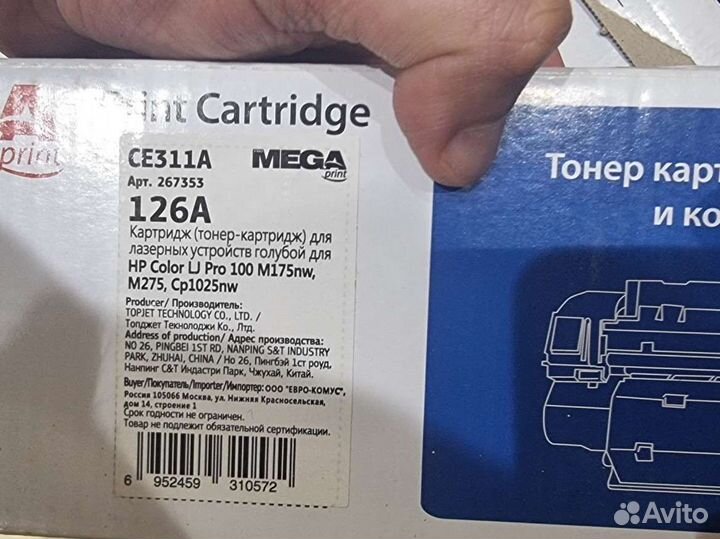 Print Cartridge
print
CE311A
MEGA
print
Арт. 267353
126A
Картридж (тонер-картридж) для
лазерных устройств голубой для
HP Color LJ Pro 100 M175nw,
M275, Cp1025nw
Producer/ Производитель:
TOPJET TECHNOLOGY CO., LTD. /
Топджет Текнолоджи Ко., Лтд.
Address of production/ Адрес производства:
NO 26, PINGBEI 1ST RD, NANPING S&T INDUSTRY
PARK, ZHUHAI, CHINA / Но 26, Пингбэй 1ст роуд,
Нанпинг С&Т Индастри Парк, Чжухай, Китай.
Buyer/Покупатель/Importer/Импортер: ООО "ЕВРО-КОМУС",
Россия 105066 Москва, ул. Нижняя Красносельская,
дом 14, строение 1
Срок годности не ограничен.
Товар не подлежит обязательной сертификации.
6 952459 310572
Тонер карт
и ко
Avito